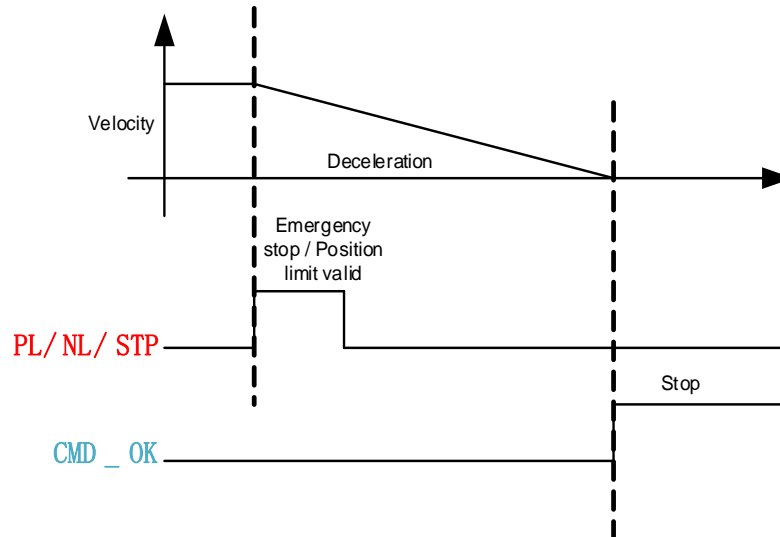 Velocity
Deceleration
Emergency
stop / Position
limit valid
PL/ NL/ STP
Stop
CMD _ OK